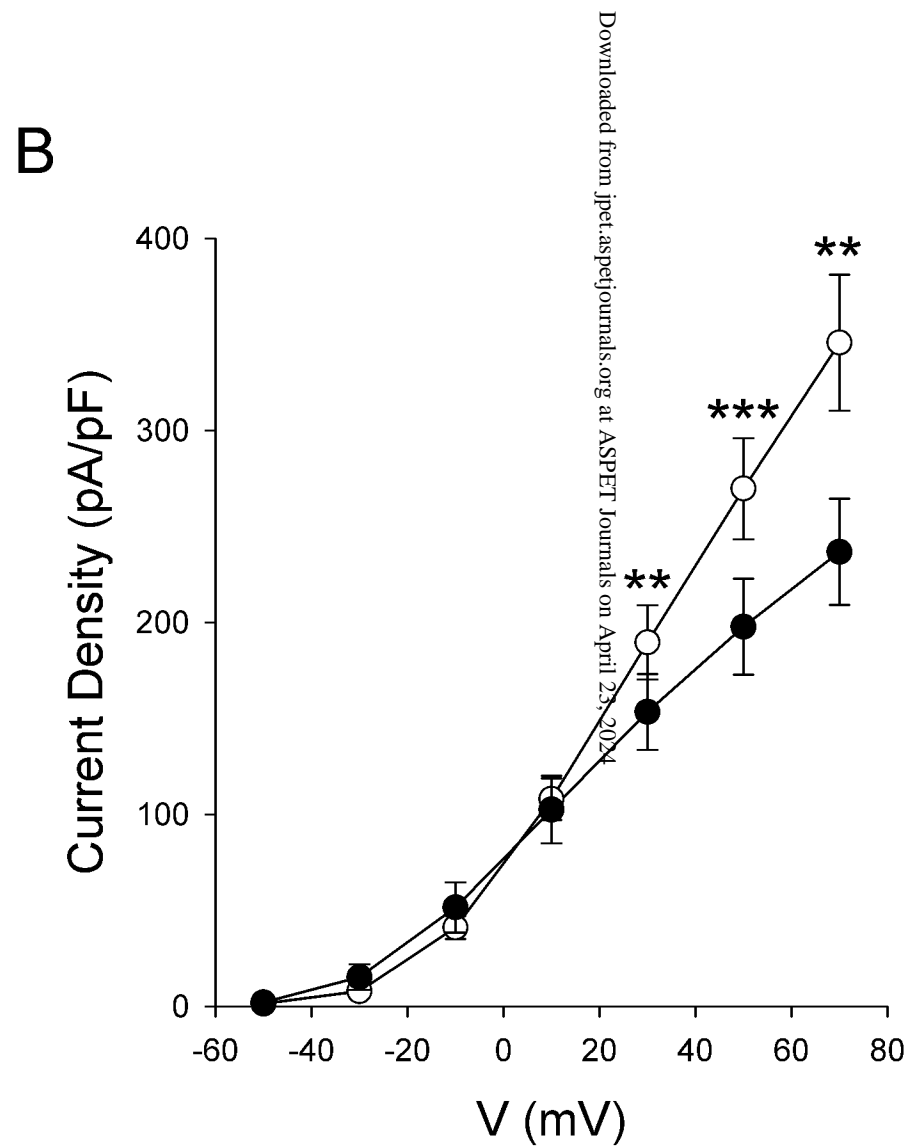 Downloaded from jpet.aspetjournals.org at ASPET Journals on April 23, 2024
B
400
300
200
100
0
Current Density (pA/pF)
**
***
**
-60 -40 -20 0 20 40 60 80
V (mV)